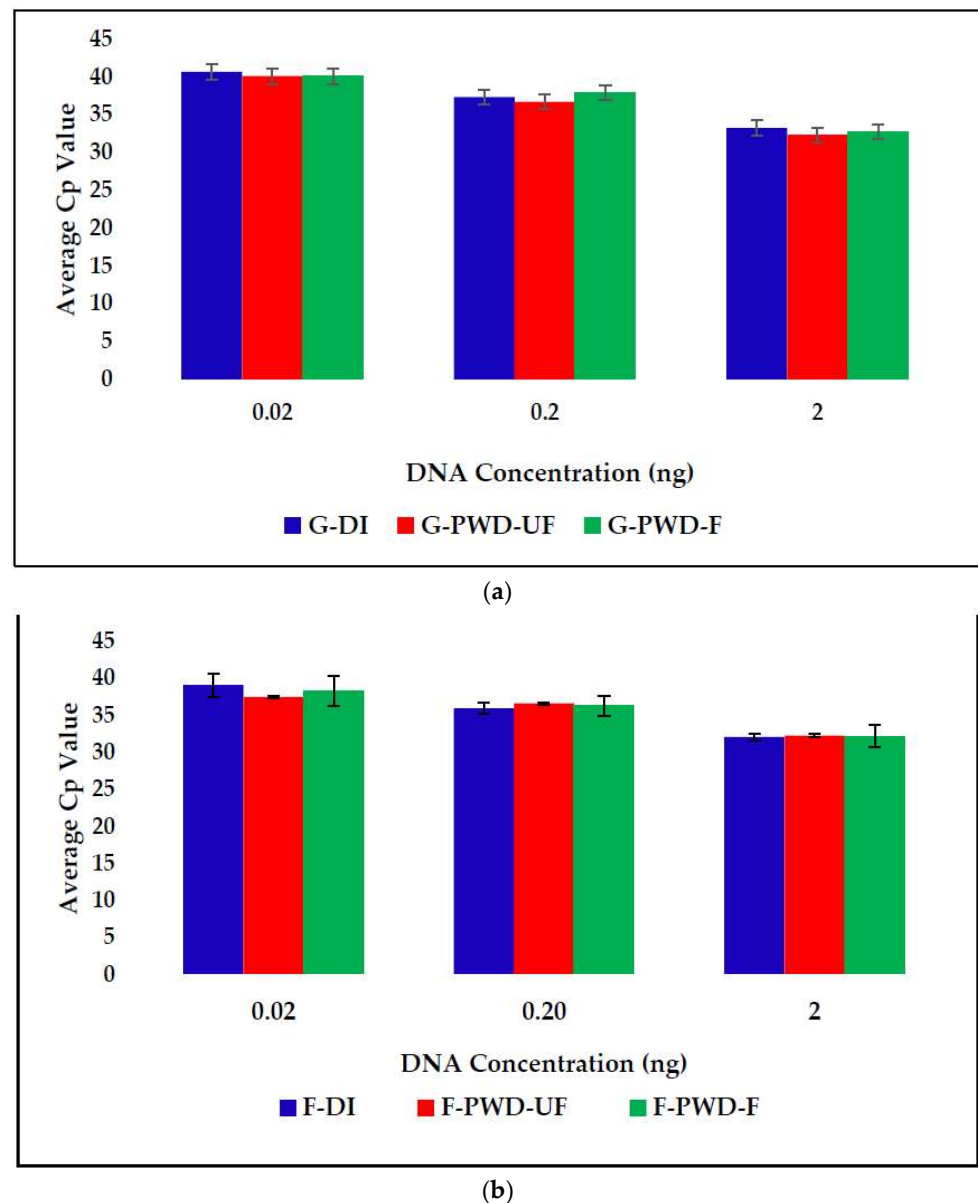 45
40
35
30
25
20
15
10
5
0
Average Cp Value
0.02 0.2 2
DNA Concentration (ng)
G-DI G-PWD-UF G-PWD-F
(a)
45
40
35
30
25
20
15
10
5
0
Average Cp Value
0.02 0.20 2
DNA Concentration (ng)
F-DI F-PWD-UF F-PWD-F
(b)